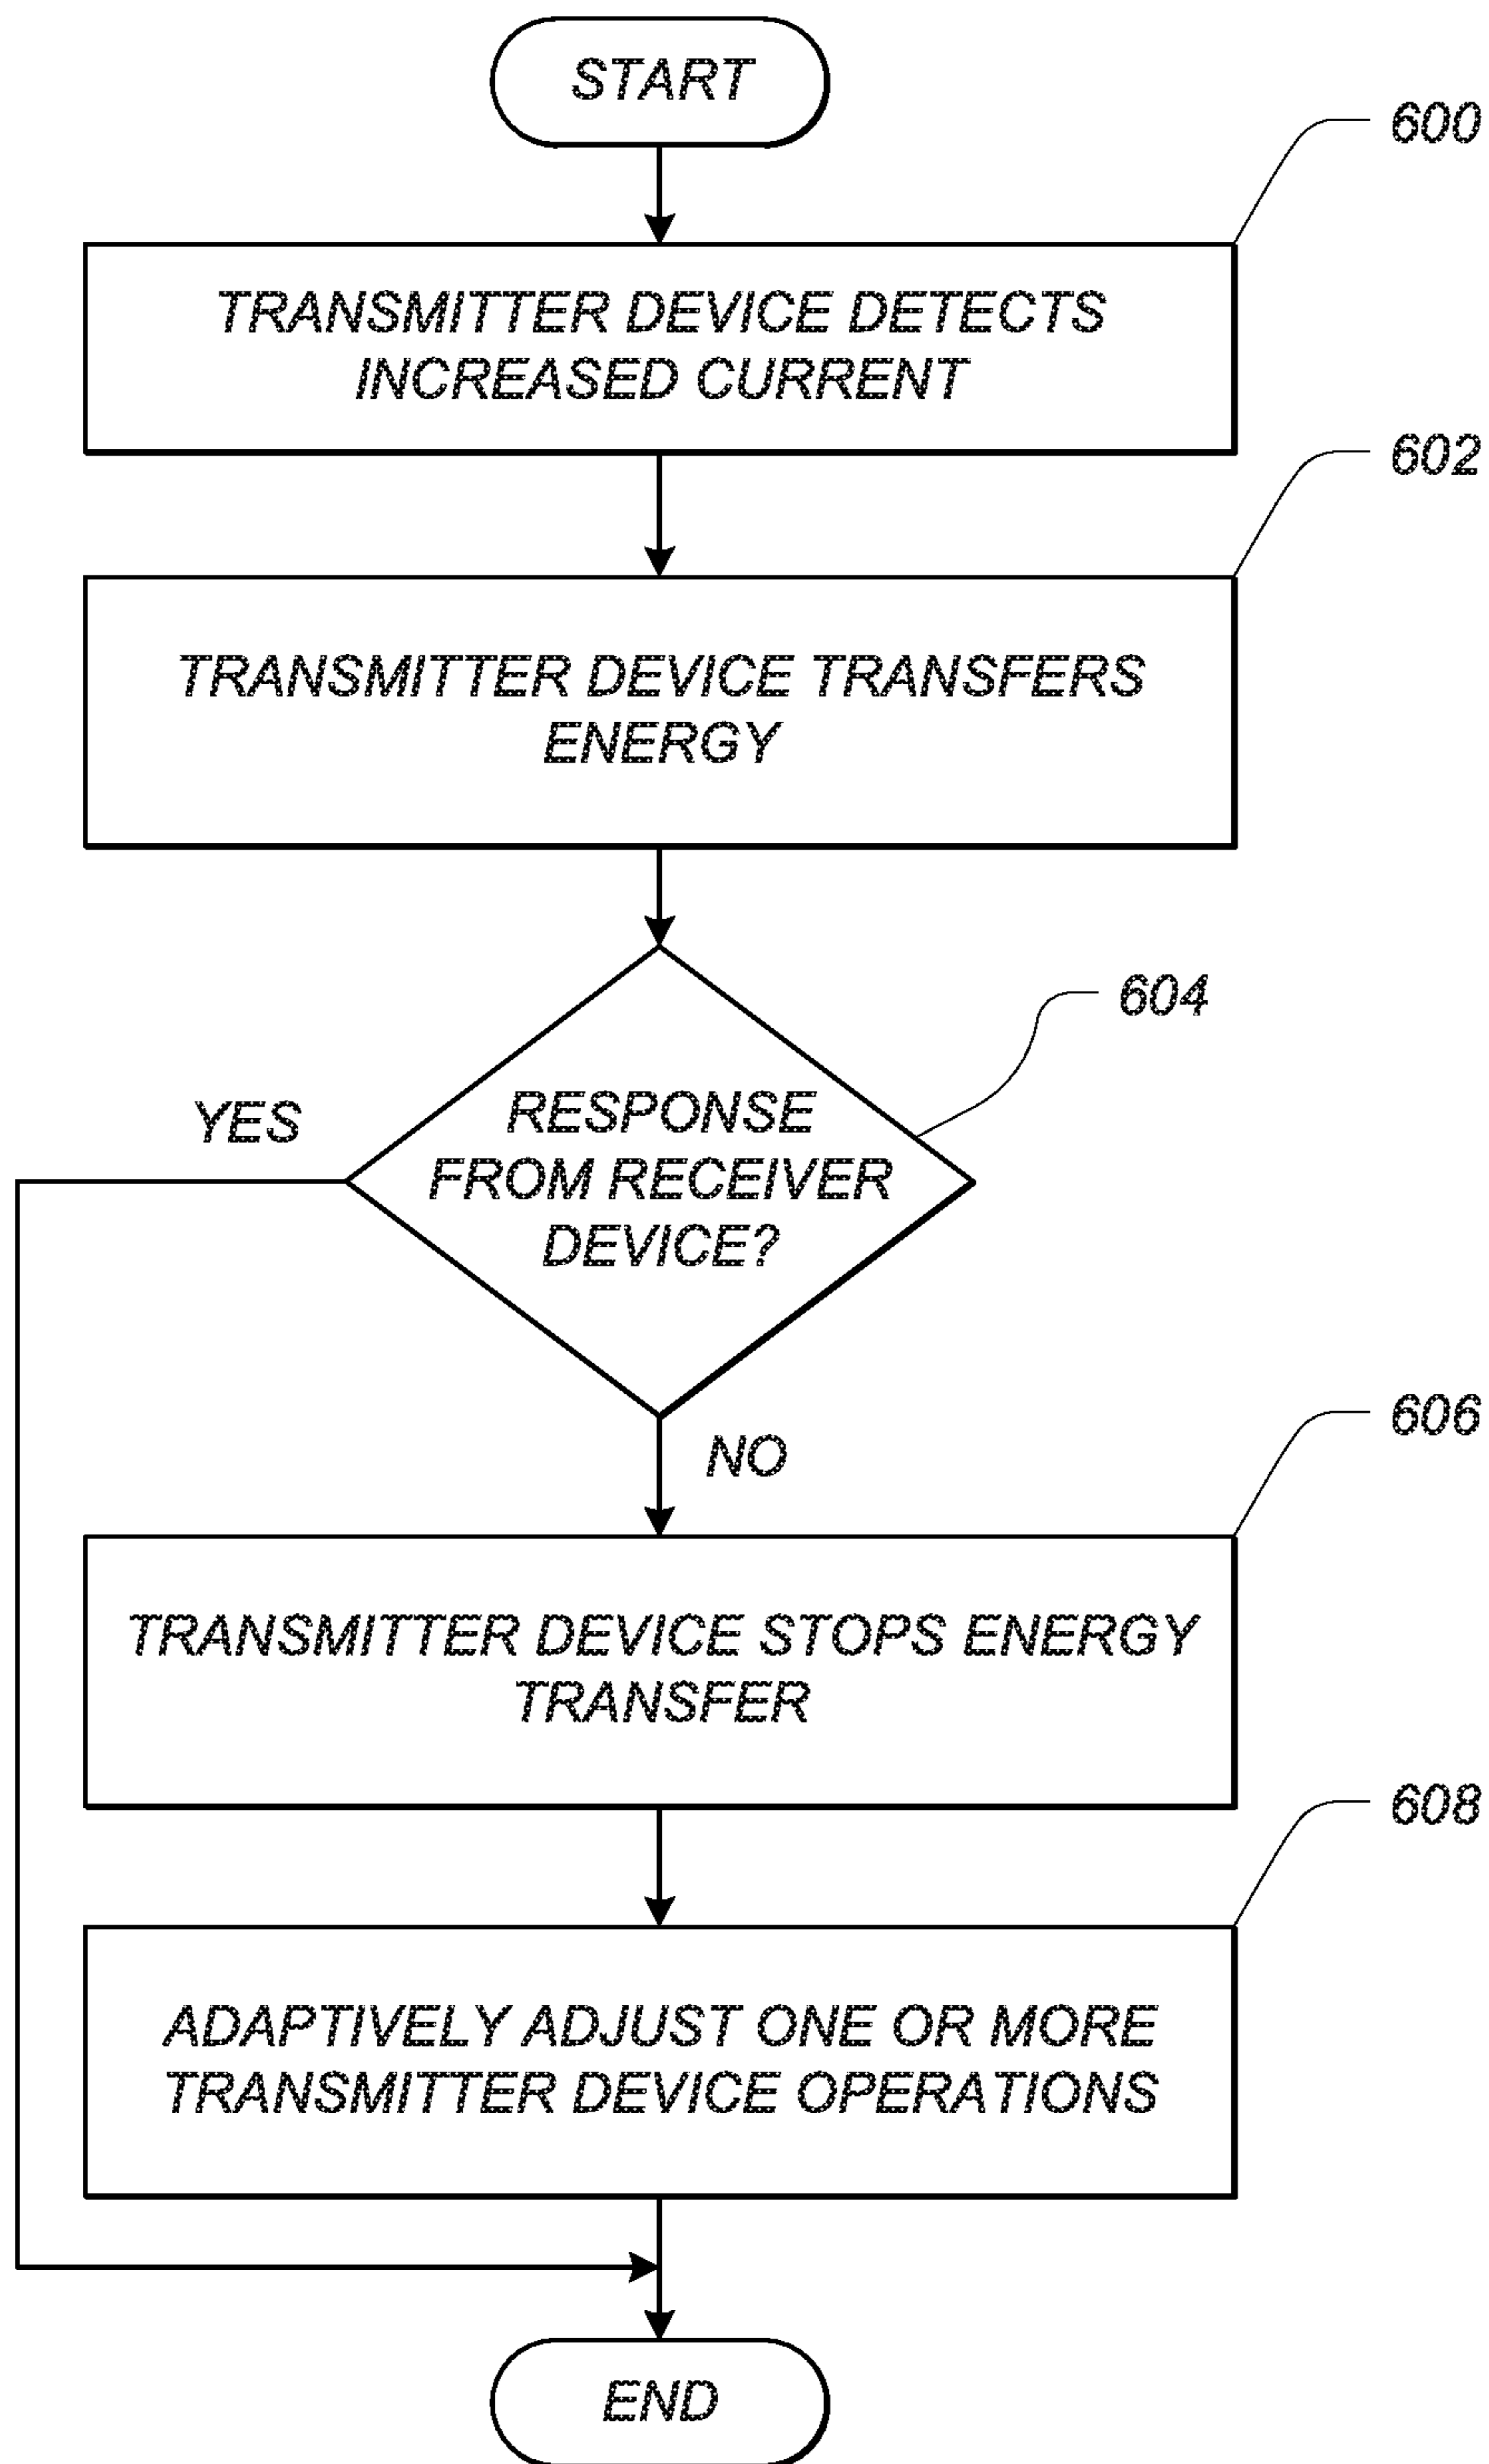 START
600
TRANSMITTER DEVICE DETECTS
INCREASED CURRENT
602
TRANSMITTER DEVICE TRANSFERS
ENERGY
604
YES
RESPONSE
FROM RECEIVER
DEVICE?
NO
606
TRANSMITTER DEVICE STOPS ENERGY
TRANSFER
608
ADAPTIVELY ADJUST ONE OR MORE
TRANSMITTER DEVICE OPERATIONS
END